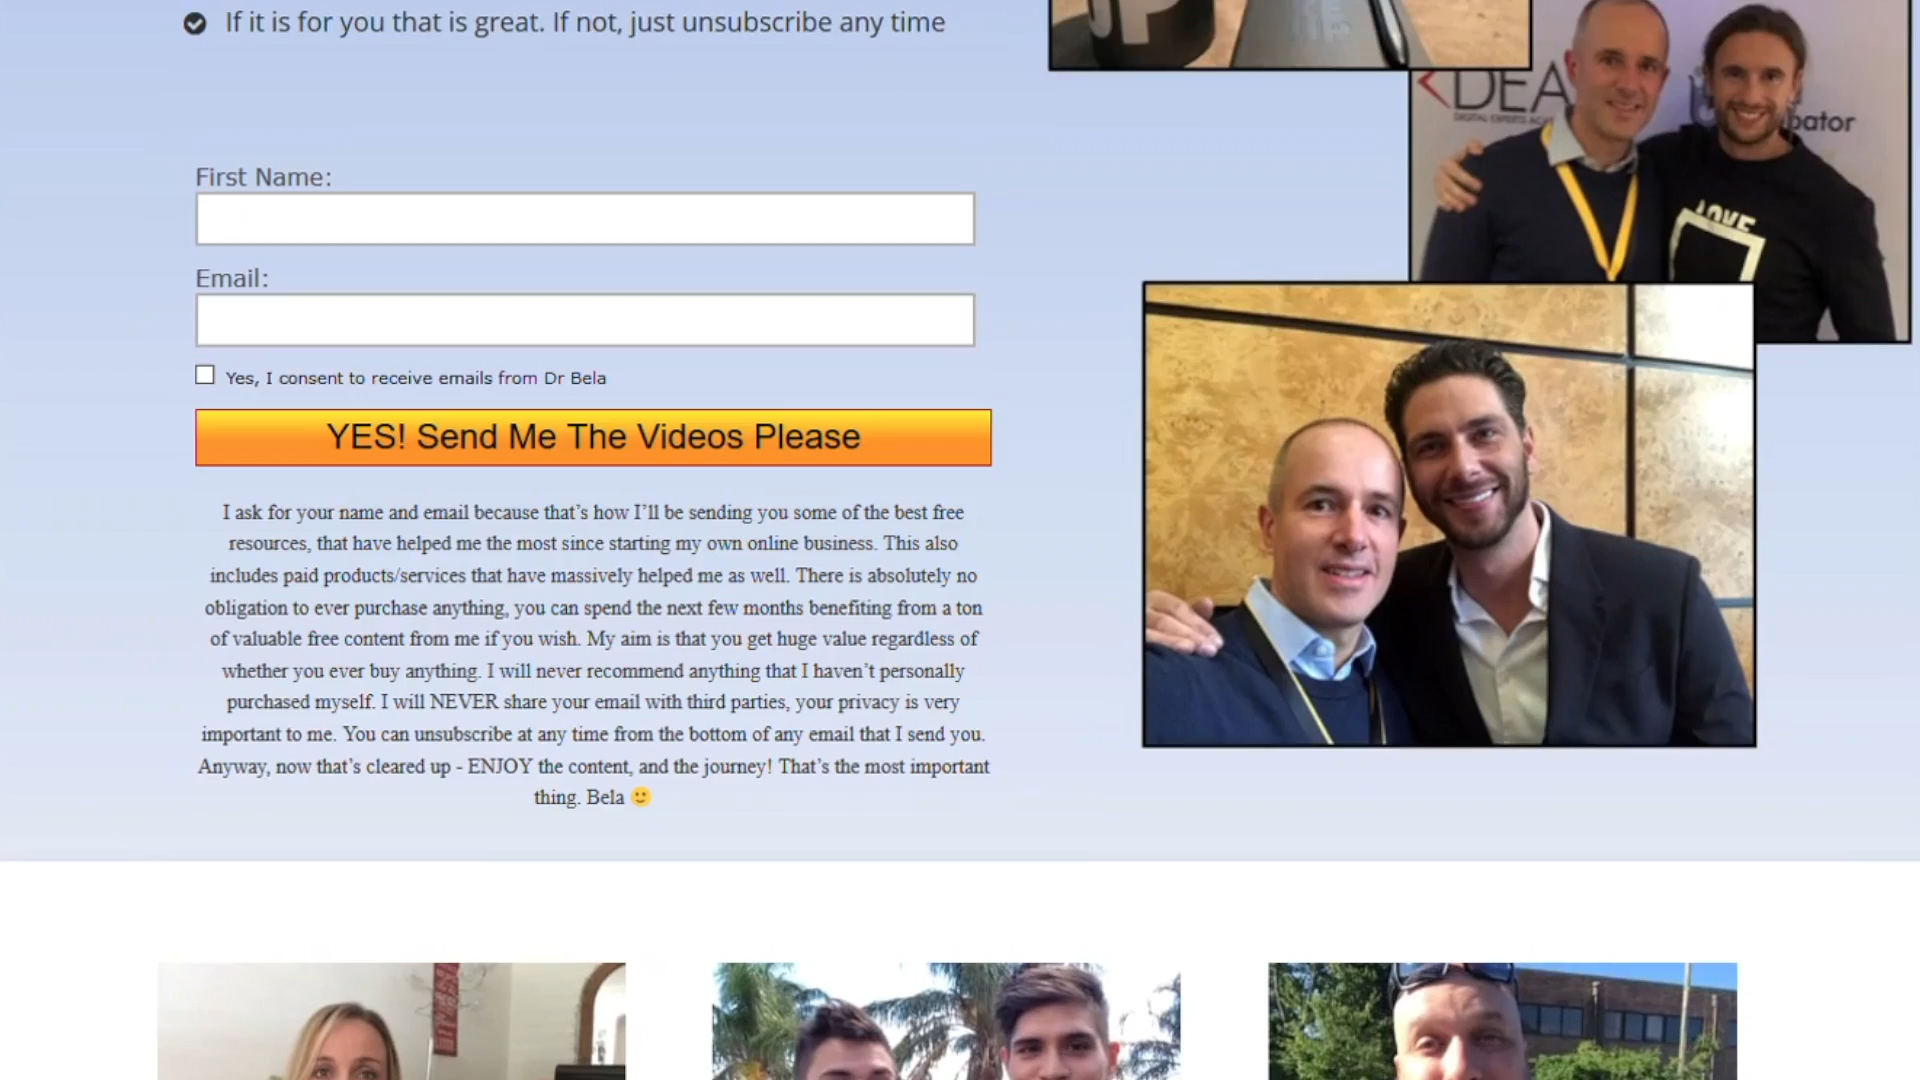 If it is for you that is great. If not, just unsubscribe any time
UP
DEA
DIGITAL EXPERTS
bator
First Name:
Email:
Yes, I consent to receive emails from Dr Bela
YES! Send Me The Videos Please
I ask for your name and email because that’s how I’ll be sending you some of the best free
resources, that have helped me the most since starting my own online business. This also
includes paid products/services that have massively helped me as well. There is absolutely no
obligation to ever purchase anything, you can spend the next few months benefiting from a ton
of valuable free content from me if you wish. My aim is that you get huge value regardless of
whether you ever buy anything. I will never recommend anything that I haven’t personally
purchased myself. I will NEVER share your email with third parties, your privacy is very
important to me. You can unsubscribe at any time from the bottom of any email that I send you.
Anyway, now that’s cleared up - ENJOY the content, and the journey! That’s the most important
thing. Bela 🙂